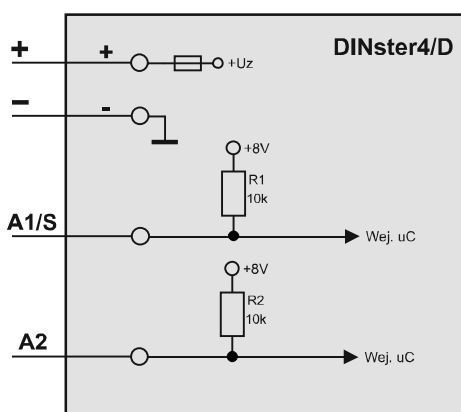 DINster4/D
+ + +Uz
- -
+8V
R1
10k
A1/S Wej. uC
+8V
R2
10k
A2 Wej. uC